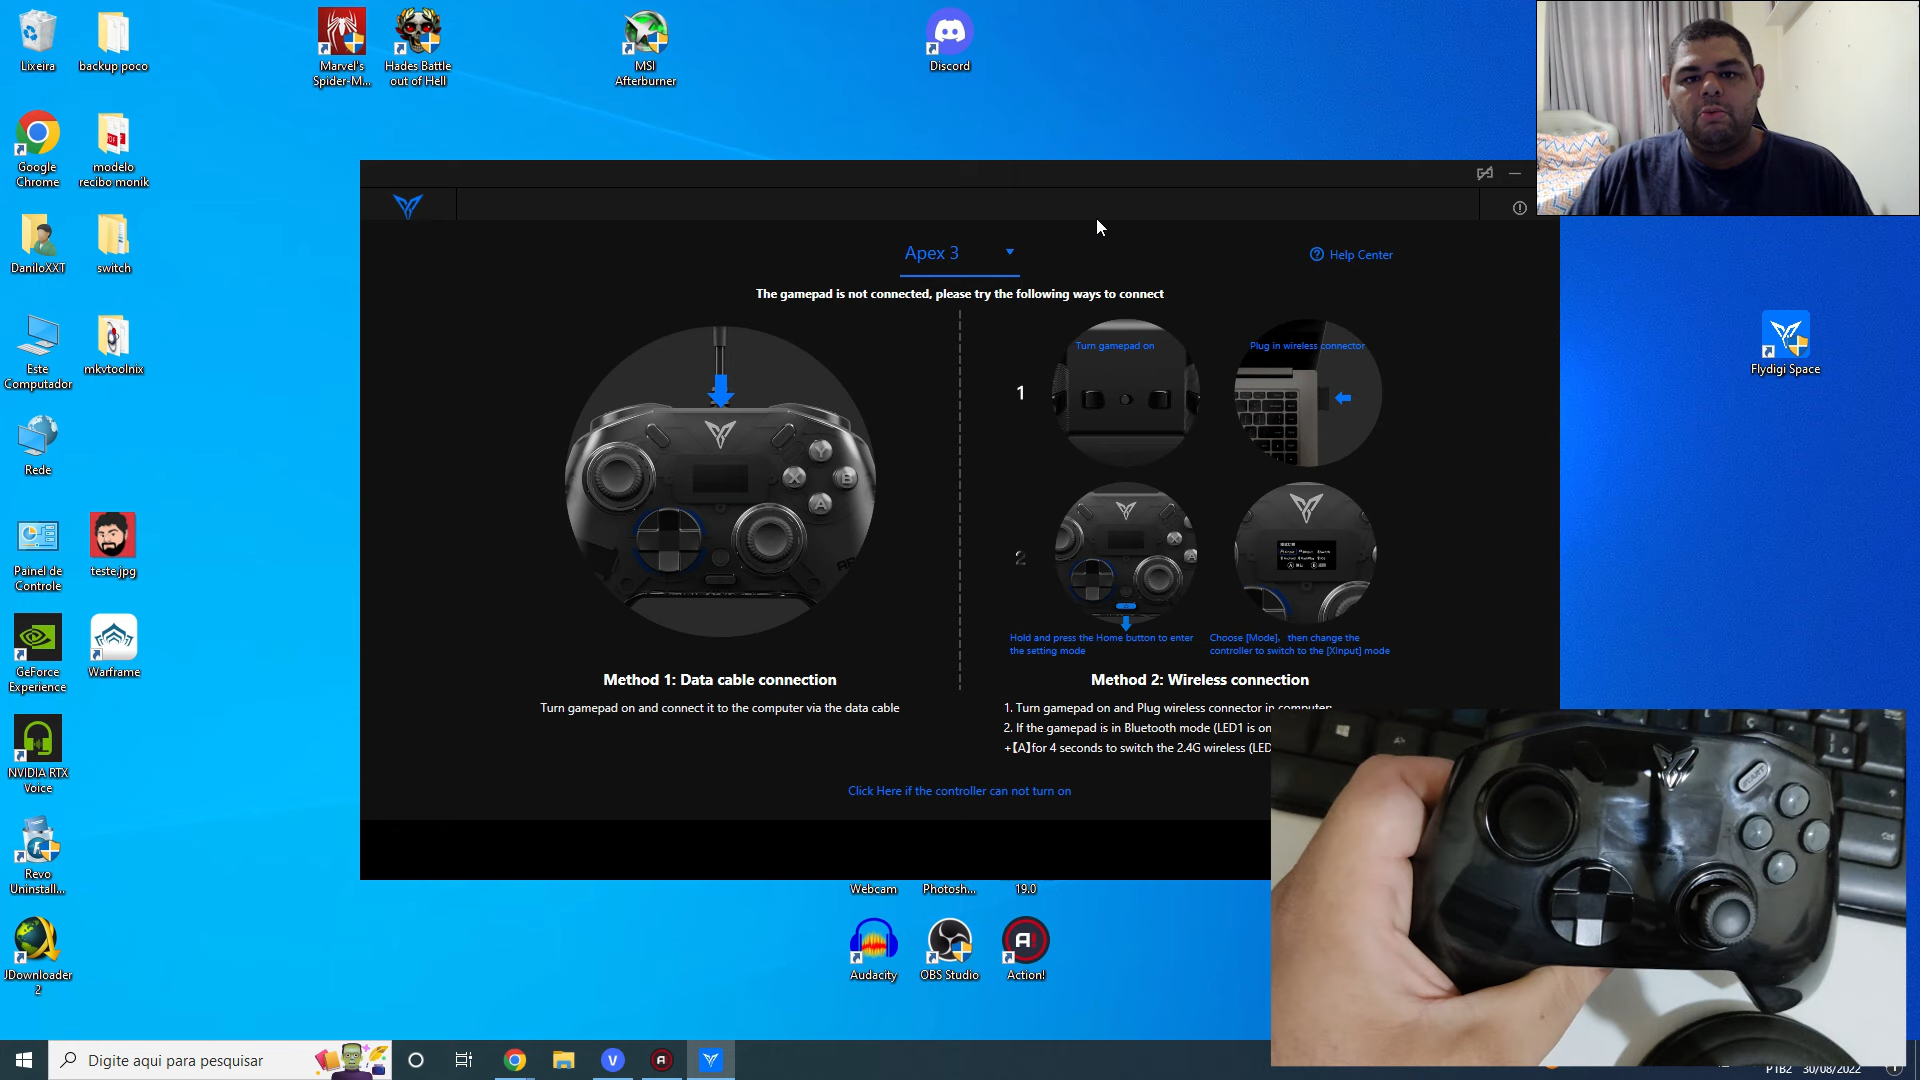 Lixeira
backup poco
Marvel's
Spider-M...
Hades Battle
out of Hell
MSI
Afterburner
Discord
Google
Chrome
modelo
recibo monik
DaniloXXT
switch
Este
Computador
mkvtoolnix
Rede
Painel de
Controle
teste.jpg
GeForce
Experience
Warframe
NVIDIA RTX
Voice
Revo
Uninstall...
JDownloader
2
Flydigi Space
Apex 3
Help Center
The gamepad is not connected, please try the following ways to connect
Y
X
B
A
Method 1: Data cable connection
Turn gamepad on and connect it to the computer via the data cable
Turn gamepad on
Plug in wireless connector
1
2
X
A
Hold and press the Home button to enter
the setting mode
Choose [Mode], then change the
controller to switch to the [XInput] mode
Method 2: Wireless connection
1. Turn gamepad on and Plug wireless connector in computer;
2. If the gamepad is in Bluetooth mode (LED1 is on
+【A】for 4 seconds to switch the 2.4G wireless (LED
Click Here if the controller can not turn on
Webcam
Photosh...
19.0
Audacity
OBS Studio
Action!
START
Digite aqui para pesquisar
PTB2
30/08/2022